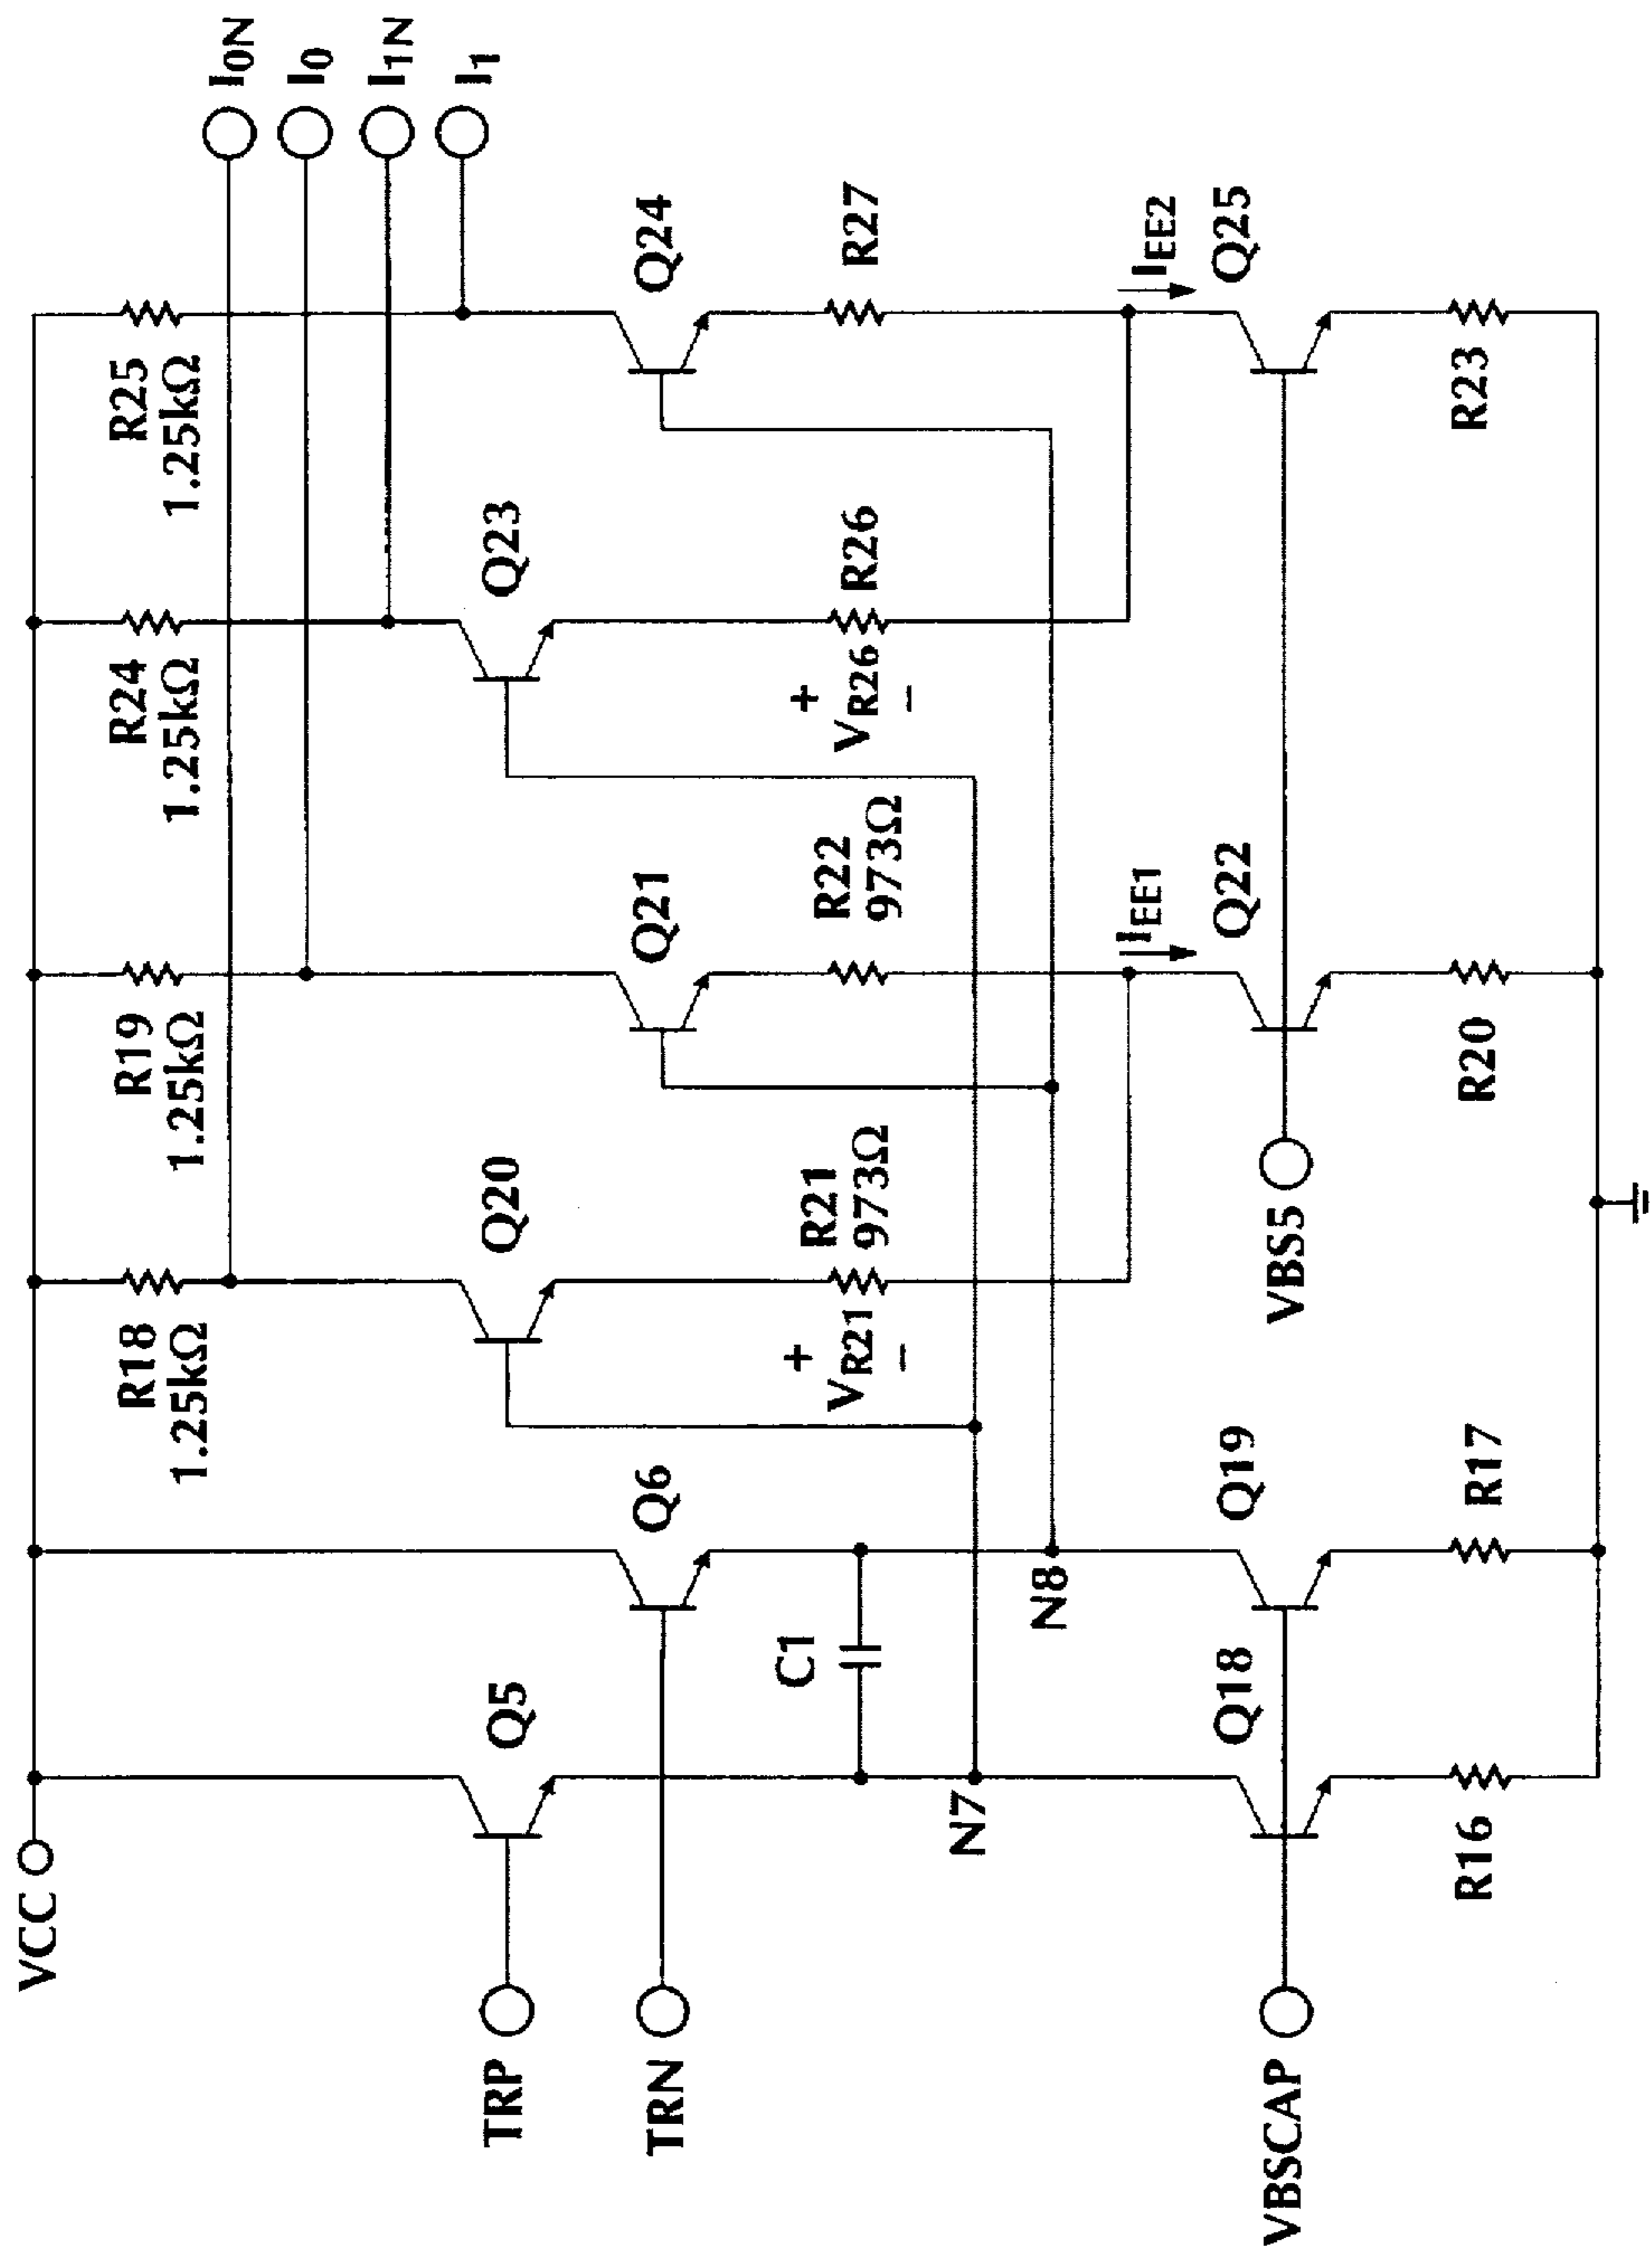 VCC
R18
1.25kΩ
R19
1.25kΩ
R24
1.25kΩ
R25
1.25kΩ
I0N
I0
I1N
I1
TRP
Q5
Q20
Q23
TRN
Q6
Q21
Q24
C1
+
VR21
−
R21
973Ω
R22
973Ω
+
VR26
−
R26
R27
N7
N8
IEE1
IEE2
VBSCAP
Q18
Q19
VBS5
Q22
Q25
R16
R17
R20
R23